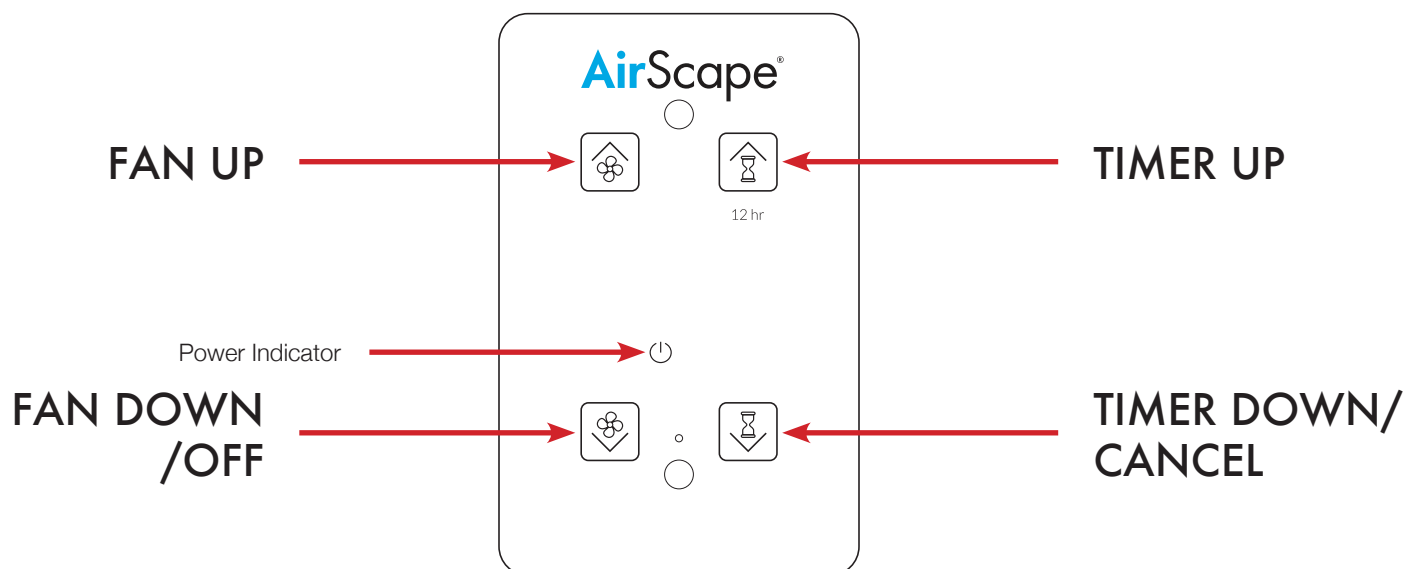 AirScape®
FAN UP
TIMER UP
12 hr
Power Indicator
FAN DOWN
/OFF
TIMER DOWN/
CANCEL